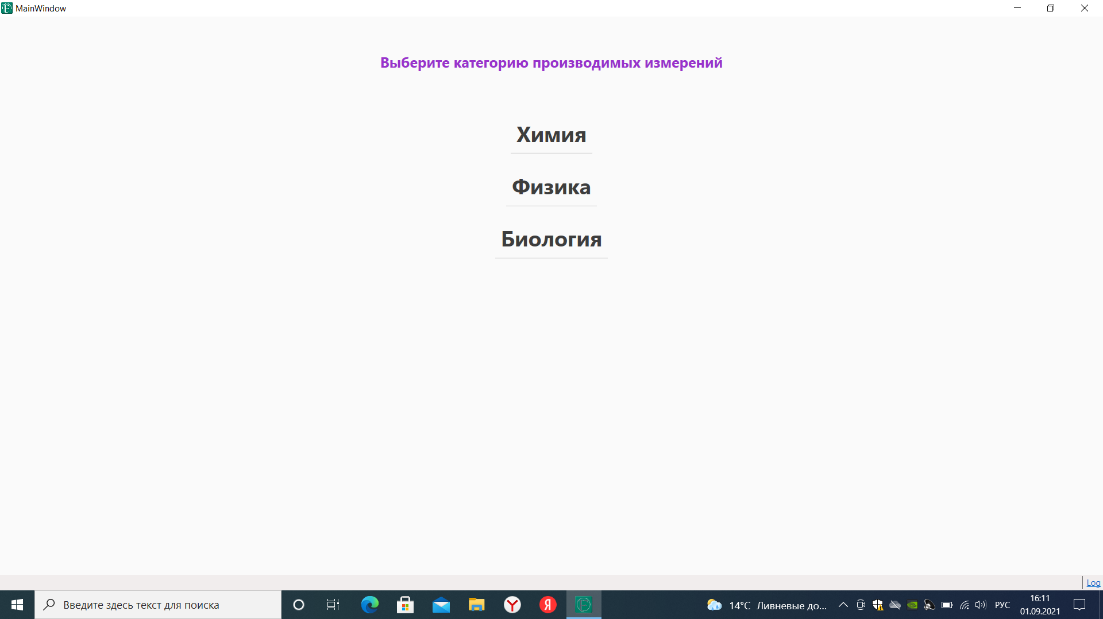 MainWindow
Выберите категорию производимых измерений
Химия
Физика
Биология
Log
Введите здесь текст для поиска
14°C Ливневые до...
РУС
16:11
01.09.2021